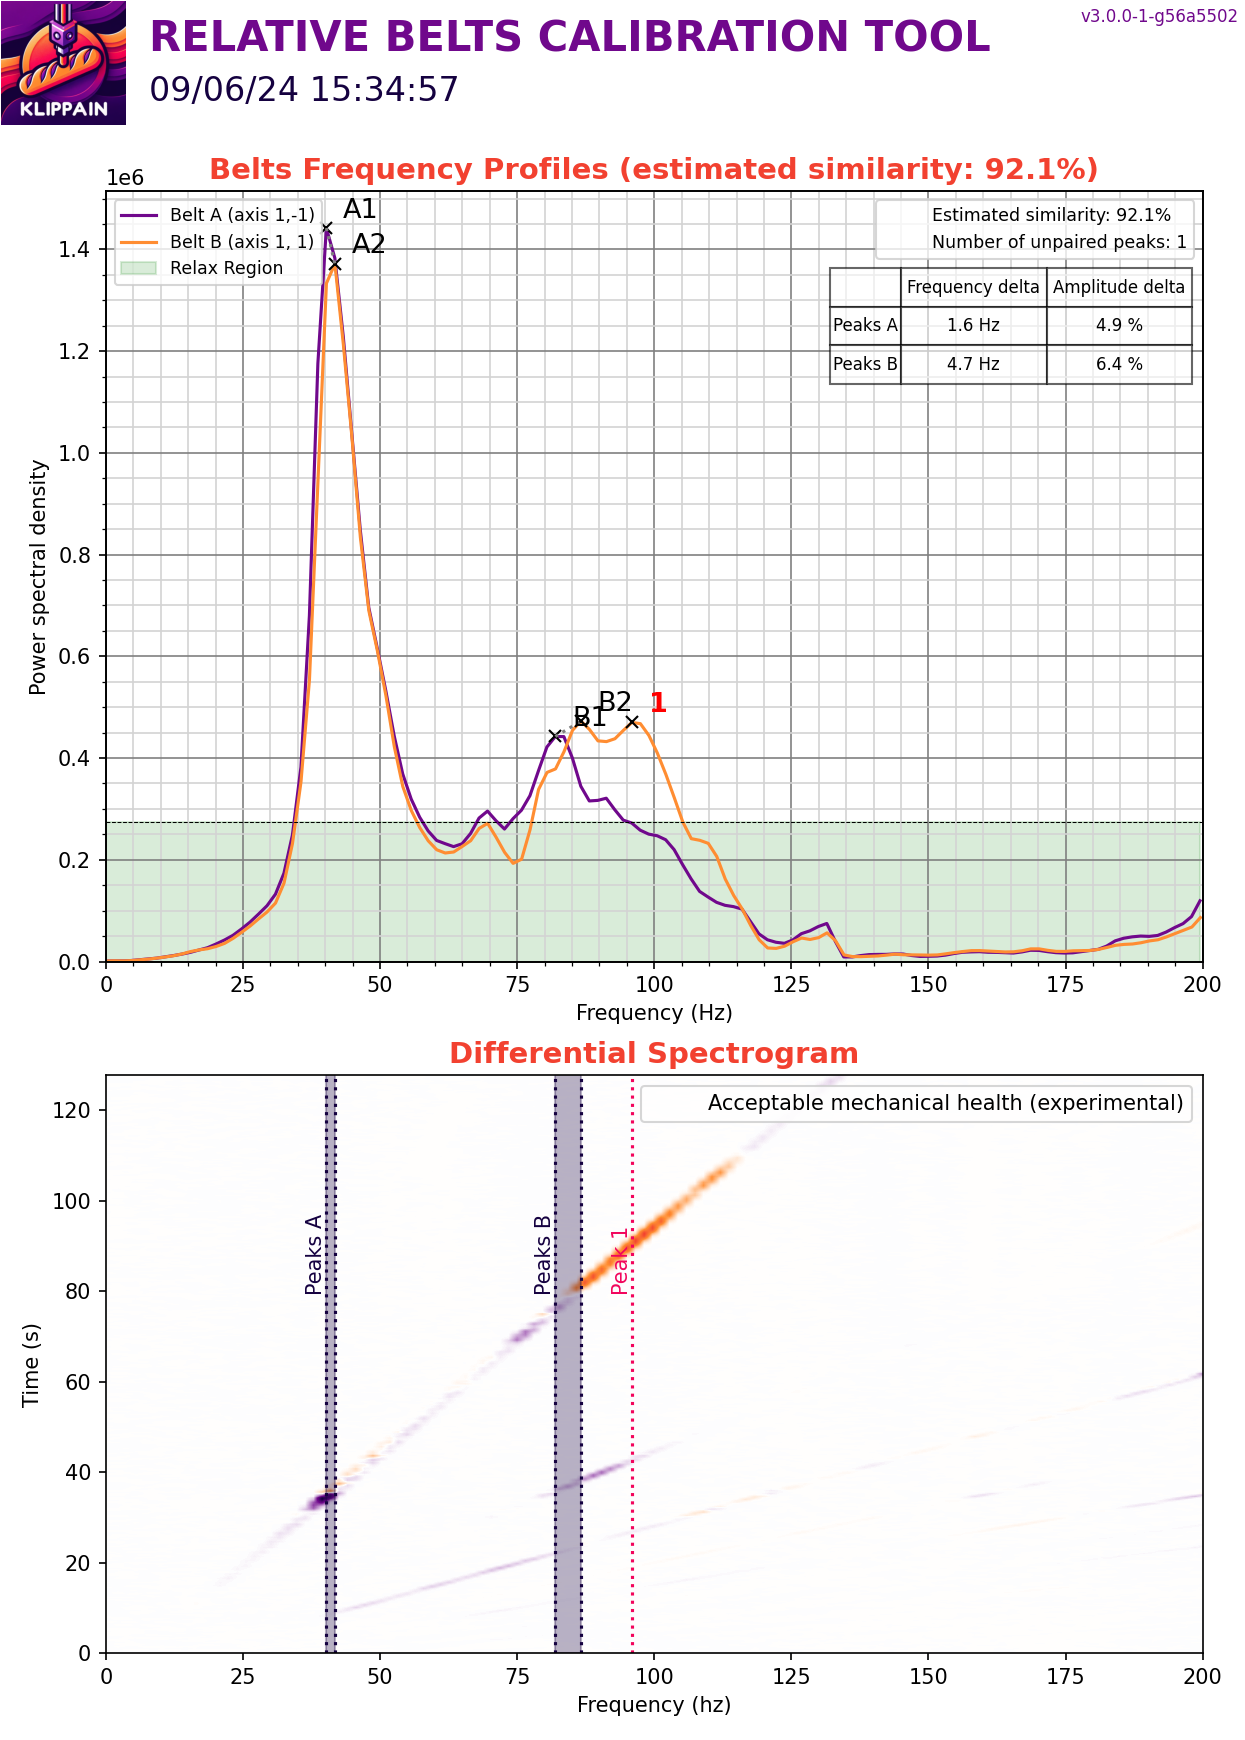 KLIPPAIN
RELATIVE BELTS CALIBRATION TOOL
v3.0.0-1-g56a5502
09/06/24 15:34:57
Belts Frequency Profiles (estimated similarity: 92.1%)
1e6
Belt A (axis 1,-1)
Belt B (axis 1, 1)
Relax Region
A1
A2
Estimated similarity: 92.1%
Number of unpaired peaks: 1
Frequency delta Amplitude delta
Peaks A 1.6 Hz 4.9 %
Peaks B 4.7 Hz 6.4 %
B2
B1
1
Power spectral density
1.4
1.2
1.0
0.8
0.6
0.4
0.2
0.0
0 25 50 75 100 125 150 175 200
Frequency (Hz)
Differential Spectrogram
Acceptable mechanical health (experimental)
Peaks A
Peaks B
Peak 1
Time (s)
120
100
80
60
40
20
0
0 25 50 75 100 125 150 175 200
Frequency (hz)